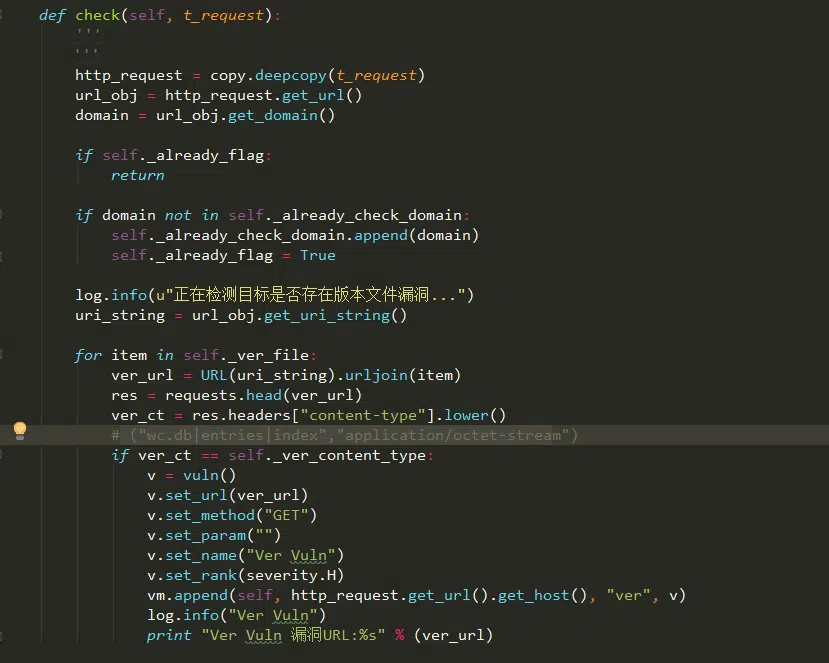 def check(self, t_request):
'''
'''
http_request = copy.deepcopy(t_request)
url_obj = http_request.get_url()
domain = url_obj.get_domain()
if self._already_flag:
return
if domain not in self._already_check_domain:
self._already_check_domain.append(domain)
self._already_flag = True
log.info(u"正在检测目标是否存在版本文件漏洞...")
uri_string = url_obj.get_uri_string()
for item in self._ver_file:
ver_url = URL(uri_string).urljoin(item)
res = requests.head(ver_url)
ver_ct = res.headers["content-type"].lower()
# ("wc.db|entries|index","application/octet-stream")
if ver_ct == self._ver_content_type:
v = vuln()
v.set_url(ver_url)
v.set_method("GET")
v.set_param("")
v.set_name("Ver Vuln")
v.set_rank(severity.H)
vm.append(self, http_request.get_url().get_host(), "ver", v)
log.info("Ver Vuln")
print "Ver Vuln 漏洞URL:%s" % (ver_url)